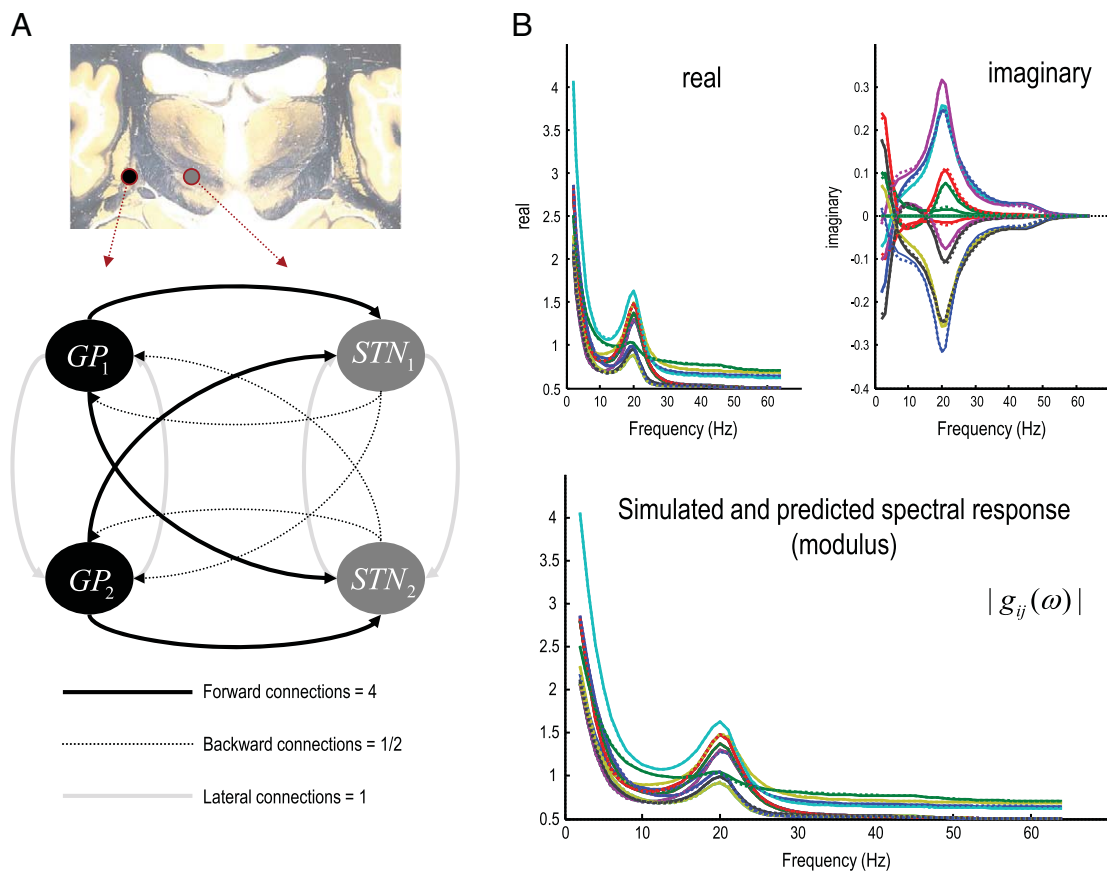 A
GP1
STN1
GP2
STN2
Forward connections = 4
Backward connections = 1/2
Lateral connections = 1
B
real
real
4
3.5
3
2.5
2
1.5
1
0.5
0 10 20 30 40 50 60
Frequency (Hz)
imaginary
imaginary
0.3
0.2
0.1
0
-0.1
-0.2
-0.3
-0.4
0 10 20 30 40 50 60
Frequency (Hz)
Simulated and predicted spectral response
(modulus)
| gij(ω) |
4
3.5
3
2.5
2
1.5
1
0.5
0 10 20 30 40 50 60
Frequency (Hz)